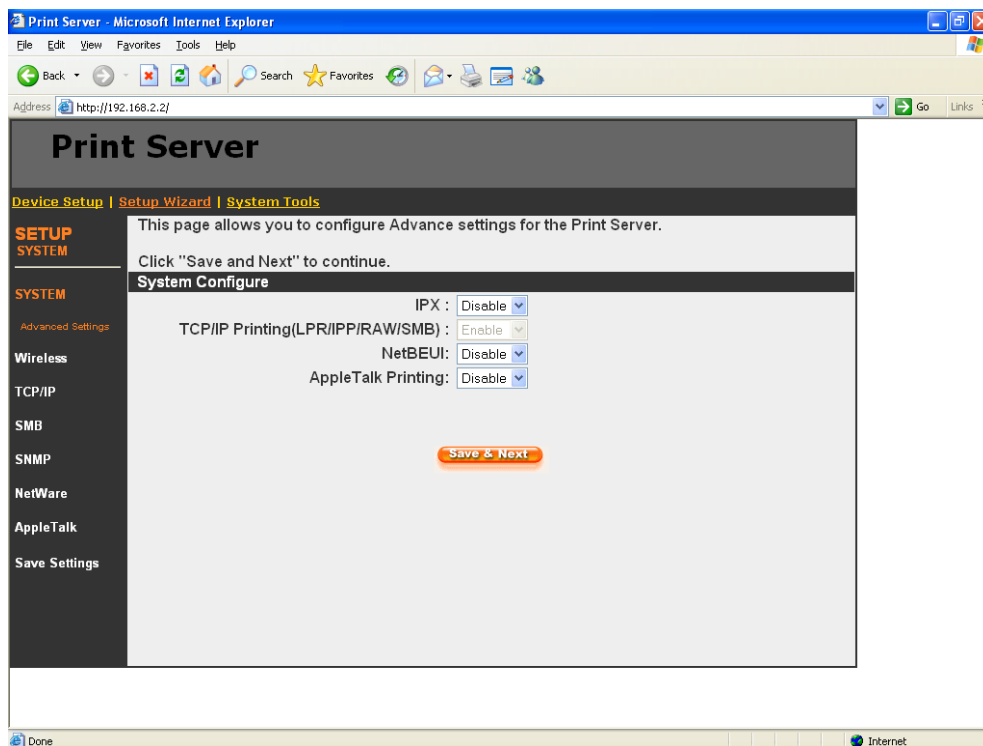 Print Server - Microsoft Internet Explorer
File Edit View Favorites Tools Help
Back Search Favorites
Address http://192.168.2.2/ Go Links
Print Server
Device Setup | Setup Wizard | System Tools
SETUP
SYSTEM
SYSTEM
Advanced Settings
Wireless
TCP/IP
SMB
SNMP
NetWare
AppleTalk
Save Settings
This page allows you to configure Advance settings for the Print Server.
Click "Save and Next" to continue.
System Configure
IPX : Disable
TCP/IP Printing(LPR/IPP/RAW/SMB) : Enable
NetBEUI: Disable
AppleTalk Printing: Disable
Save & Next
Done Internet